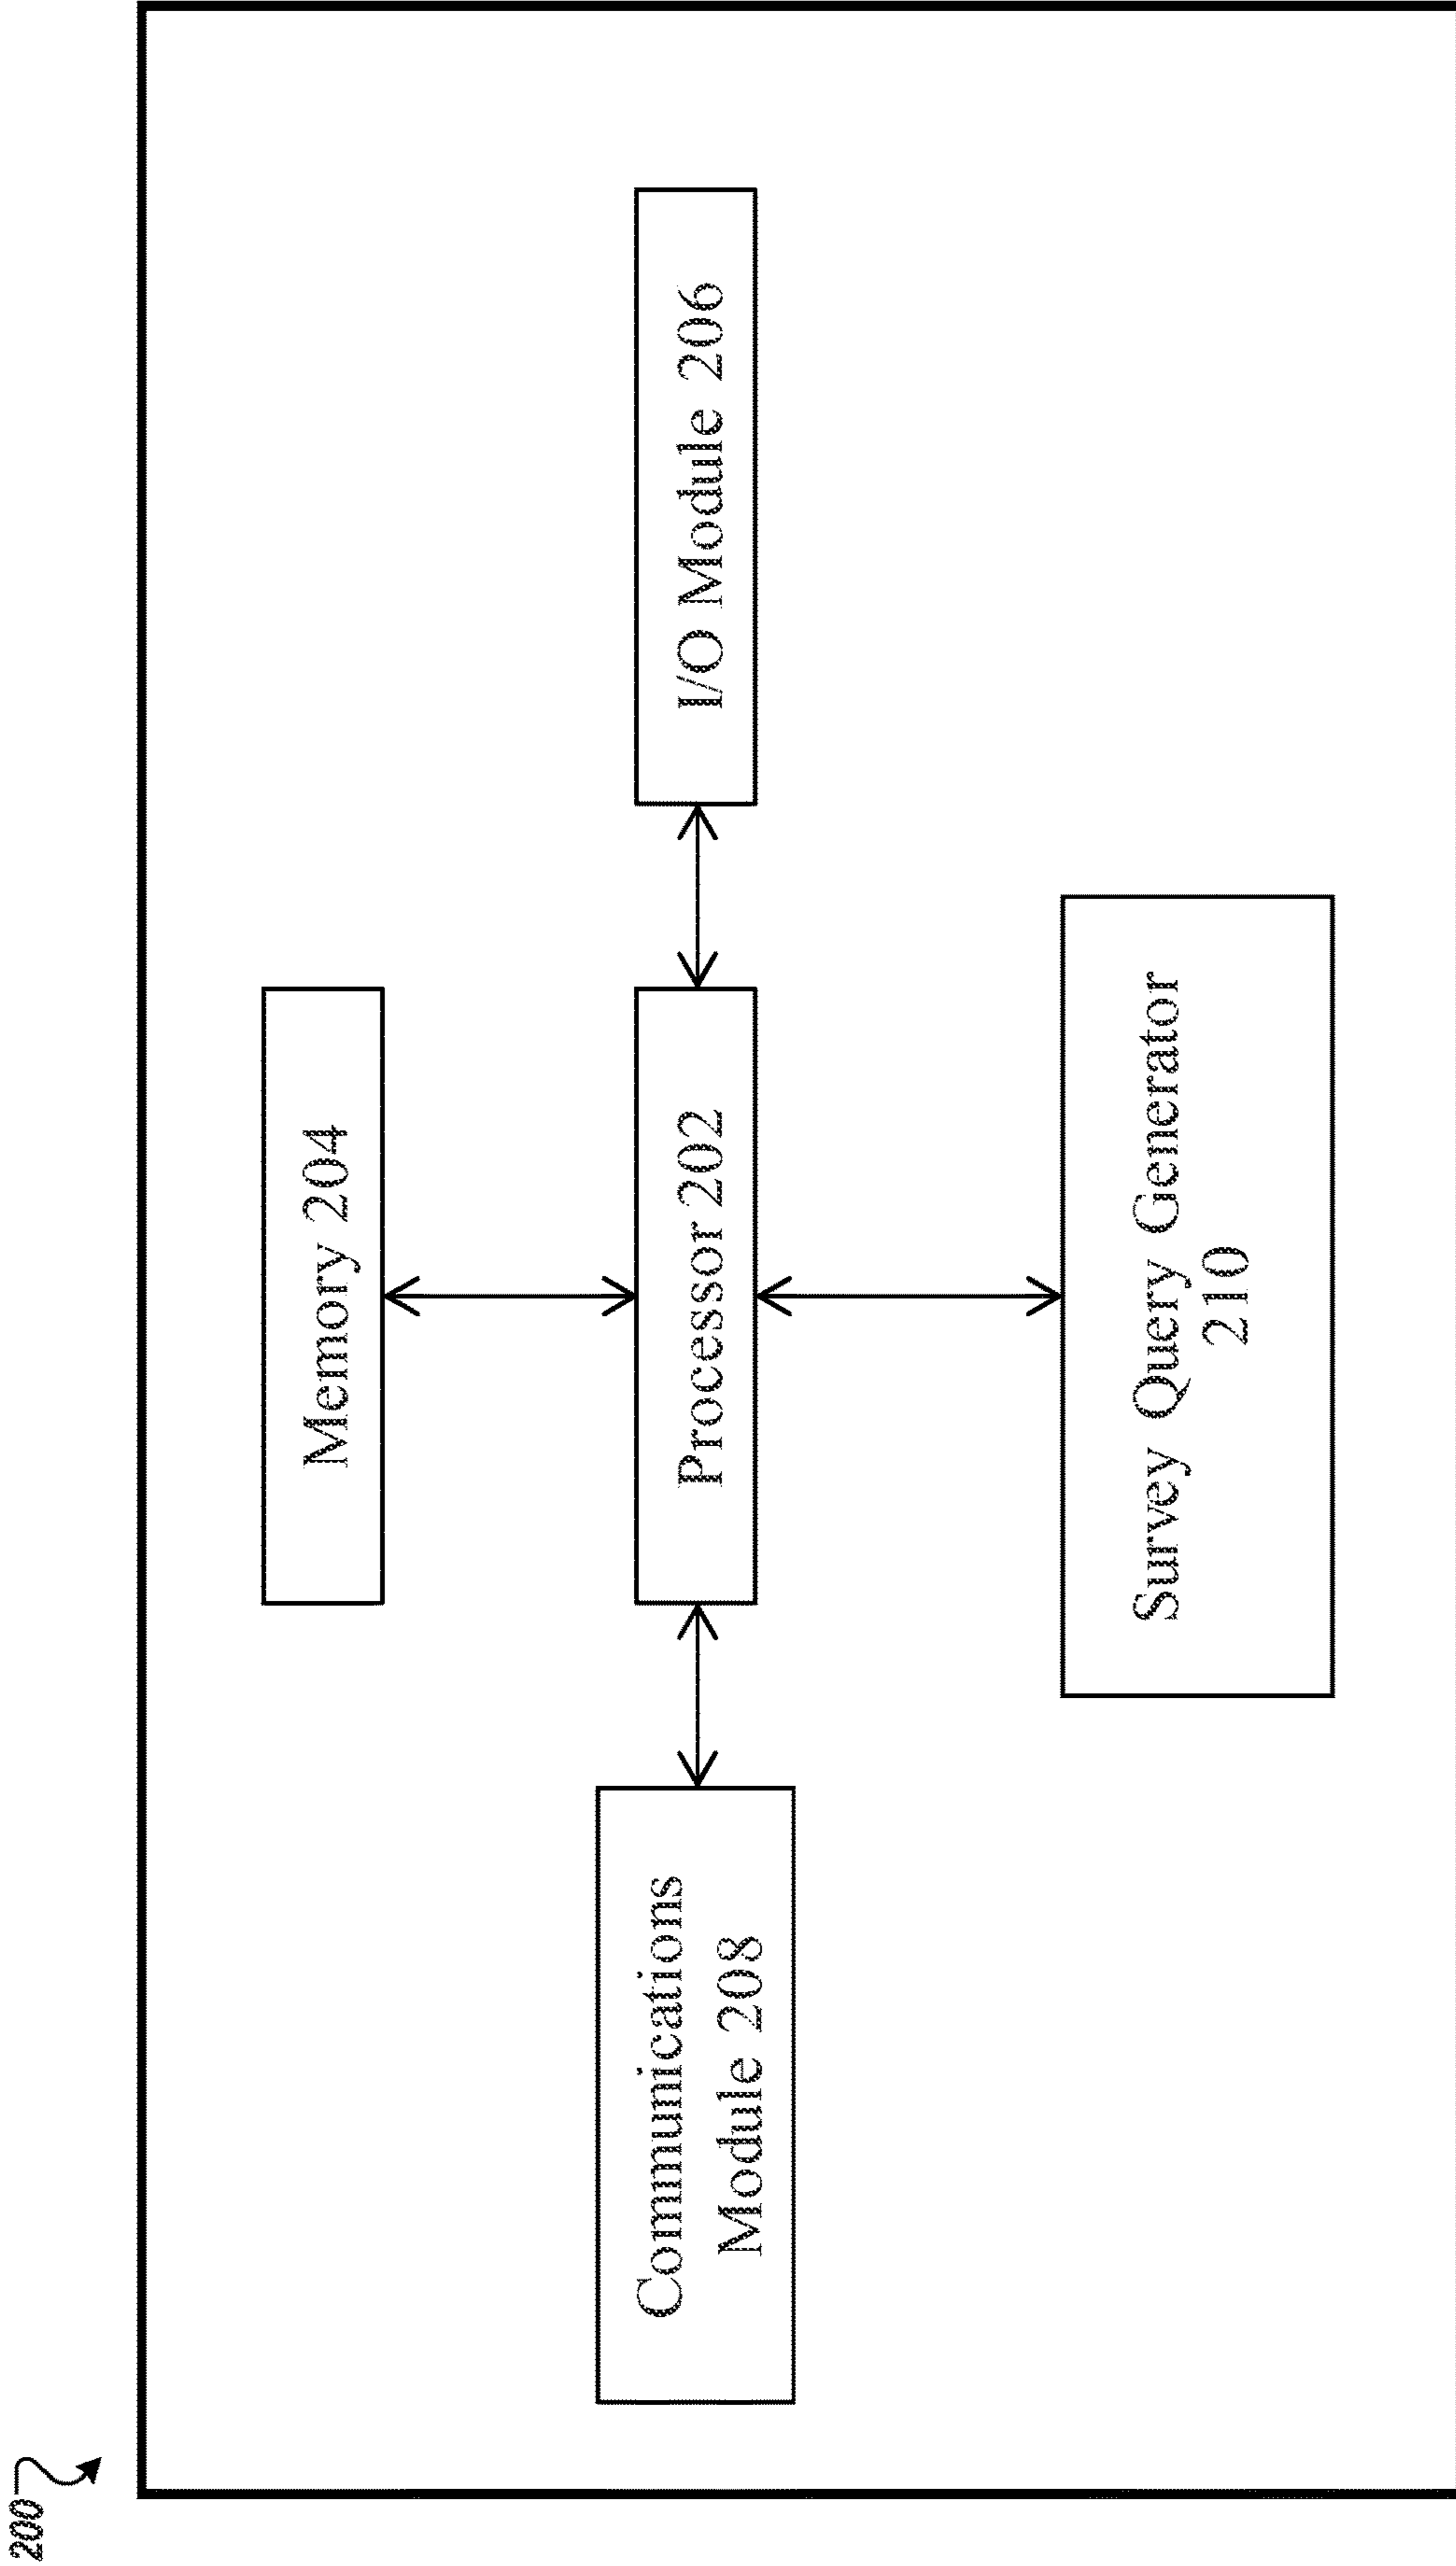 200
Memory 204
Communications
Module 208
Processor 202
I/O Module 206
Survey Query Generator
210